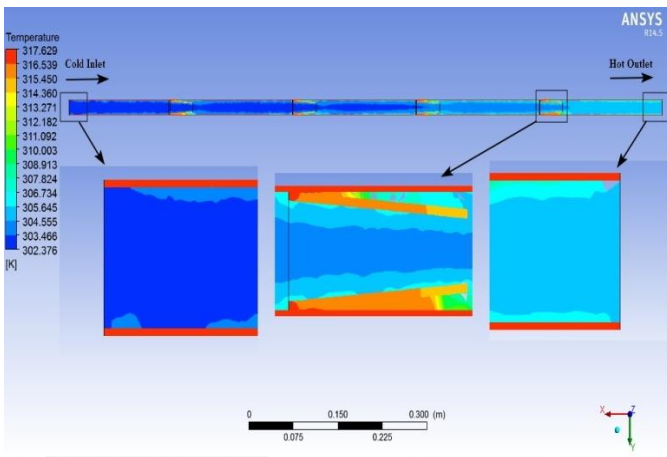 ANSYS
R14.5
Temperature
317.629
316.539
315.450
314.360
313.271
312.182
311.092
310.003
308.913
307.824
306.734
305.645
304.555
303.466
302.376
[K]
Cold Inlet
Hot Outlet
0 0.150 0.300 (m)
0.075 0.225
X Z
Y